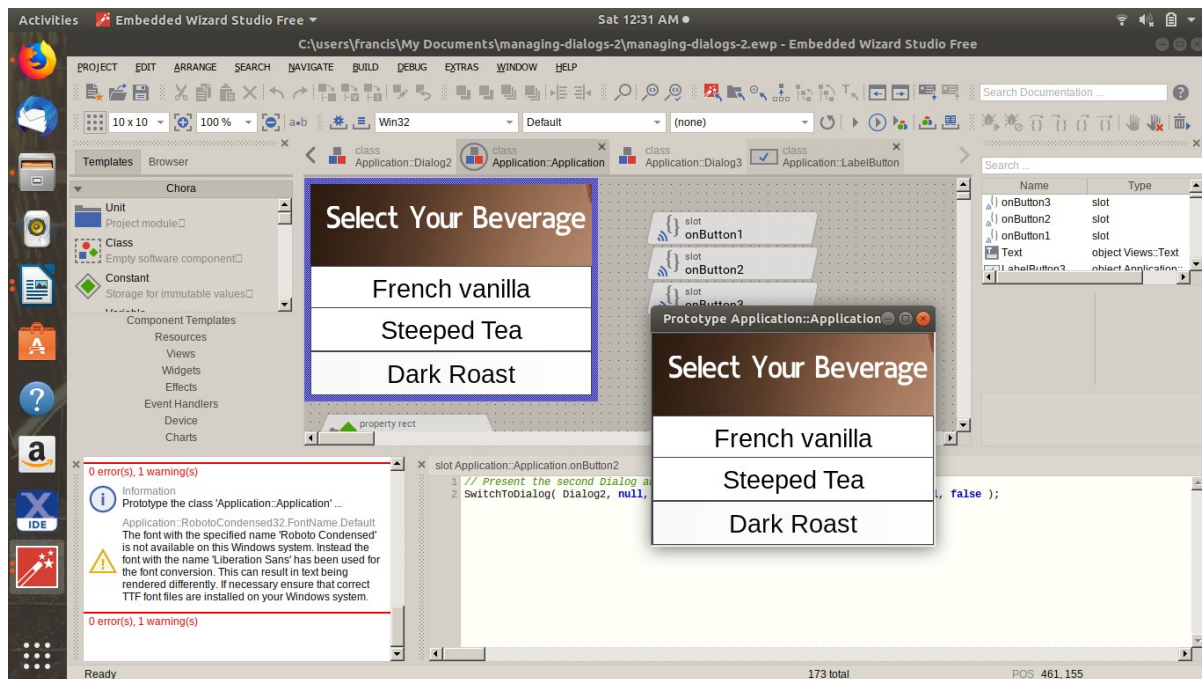 Activities
Embedded Wizard Studio Free
Sat 12:31 AM
C:\users\francis\My Documents\managing-dialogs-2\managing-dialogs-2.ewp - Embedded Wizard Studio Free
PROJECT EDIT ARRANGE SEARCH NAVIGATE BUILD DEBUG EXTRAS WINDOW HELP
Search Documentation ...
10 x 10
100 %
a•b
Win32
Default
(none)
Templates
Browser
class
Application::Dialog2
class
Application::Application
class
Application::Dialog3
class
Application::LabelButton
Search ...
Chora
Unit
Project module
Class
Empty software component
Constant
Storage for immutable values
Component Templates
Resources
Views
Widgets
Effects
Event Handlers
Device
Charts
Select Your Beverage
French vanilla
Steeped Tea
Dark Roast
property rect
slot
onButton1
slot
onButton2
slot
onButton3
Name Type
onButton3 slot
onButton2 slot
onButton1 slot
Text object Views::Text
LabelButton3 object Application::
Prototype Application::Application
Select Your Beverage
French vanilla
Steeped Tea
Dark Roast
0 error(s), 1 warning(s)
Information
Prototype the class 'Application::Application' ...
Application::RobotoCondensed32.FontName.Default
The font with the specified name 'Roboto Condensed'
is not available on this Windows system. Instead the
font with the name 'Liberation Sans' has been used for
the font conversion. This can result in text being
rendered differently. If necessary ensure that correct
TTF font files are installed on your Windows system.
0 error(s), 1 warning(s)
slot Application::Application.onButton2
1 // Present the second Dialog
2 SwitchToDialog( Dialog2, null, , false );
IDE
Ready
173 total
POS 461, 155